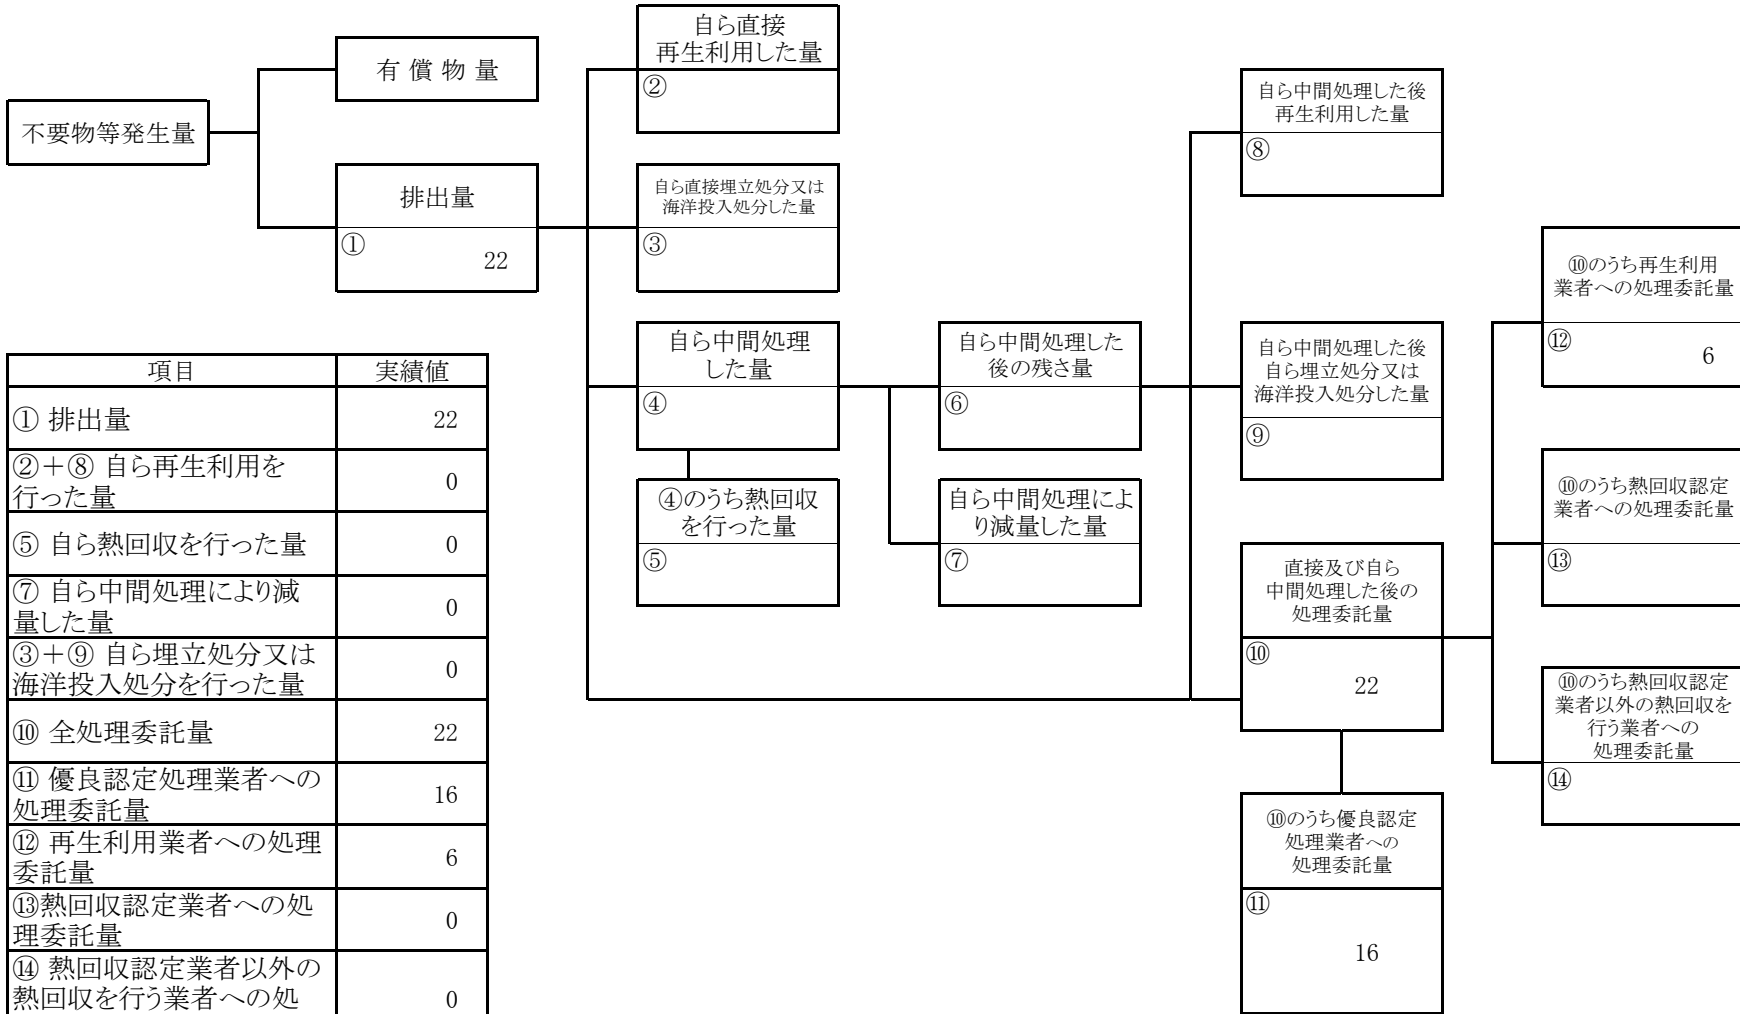 不要物等発生量
有 償 物 量
排出量
①
22
自ら直接
再生利用した量
②
自ら直接埋立処分又は
海洋投入処分した量
③
自ら中間処理
した量
④
④のうち熱回収
を行った量
⑤
自ら中間処理した
後の残さ量
⑥
自ら中間処理によ
り減量した量
⑦
自ら中間処理した後
再生利用した量
⑧
自ら中間処理した後
自ら埋立処分又は
海洋投入処分した量
⑨
直接及び自ら
中間処理した後の
処理委託量
⑩
22
⑩のうち優良認定
処理業者への
処理委託量
⑪
16
⑩のうち再生利用
業者への処理委託量
⑫
6
⑩のうち熱回収認定
業者への処理委託量
⑬
⑩のうち熱回収認定
業者以外の熱回収を
行う業者への
処理委託量
⑭
項目 実績値
① 排出量 22
②＋⑧ 自ら再生利用を
行った量 0
⑤ 自ら熱回収を行った量 0
⑦ 自ら中間処理により減
量した量 0
③＋⑨ 自ら埋立処分又は
海洋投入処分を行った量 0
⑩ 全処理委託量 22
⑪ 優良認定処理業者への
処理委託量 16
⑫ 再生利用業者への処理
委託量 6
⑬熱回収認定業者への処
理委託量 0
⑭ 熱回収認定業者以外の
熱回収を行う業者への処 0